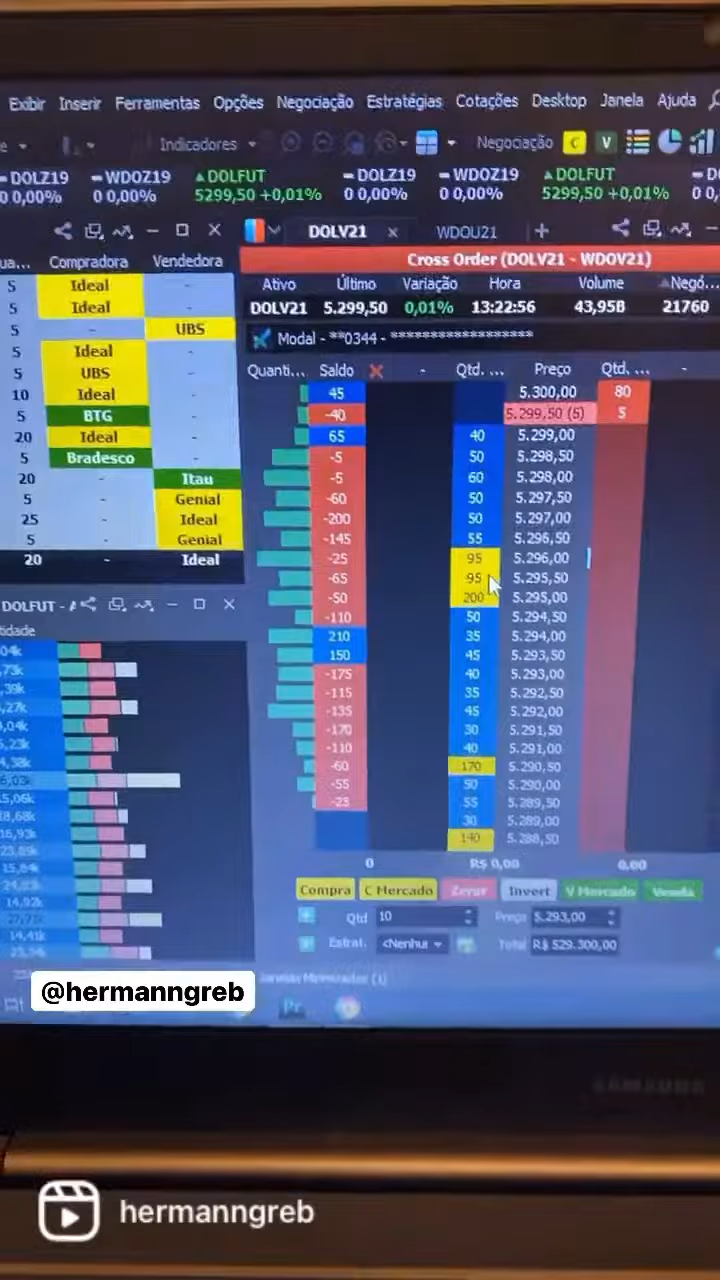 Exibir Inserir Ferramentas Opções Negociação Estratégias Cotações Desktop Janela Ajuda
Indicadores Negociação C V
DOLZ19 WDOZ19 DOLFUT DOLZ19 WDOZ19 DOLFUT
0 0,00% 0 0,00% 5299,50 +0,01% 0 0,00% 0 0,00% 5299,50 +0,01%
DOLV21 WDOU21
Compradora Vendedora
5 Ideal -
5 Ideal -
5 - UBS
5 Ideal -
5 UBS -
10 Ideal -
5 BTG -
20 Ideal -
5 Bradesco -
20 - Itau
5 - Genial
25 - Ideal
5 - Genial
20 - Ideal
Cross Order (DOLV21 - WDOV21)
Ativo Último Variação Hora Volume Negó...
DOLV21 5.299,50 0,01% 13:22:56 43,95B 21760
Modal - **0344 - ******************
Quanti... Saldo - Qtd. ... Preço Qtd. ... -
45 5.300,00 80
-40 5.299,50 (5) 5
65 40 5.299,00
-5 50 5.298,50
-5 60 5.298,00
-60 50 5.297,50
-200 50 5.297,00
-145 55 5.296,50
-25 95 5.296,00
-65 95 5.295,50
-50 200 5.295,00
-110 50 5.294,50
210 35 5.294,00
150 45 5.293,50
-175 40 5.293,00
-115 35 5.292,50
-135 45 5.292,00
-170 30 5.291,50
-110 40 5.291,00
-60 170 5.290,50
-55 50 5.290,00
-25 55 5.289,50
30 5.289,00
140 5.288,50
0 R$ 0,00 0,00
Compra C Mercado Zerar Invert V Mercado Venda
Qtd 10 Preço 5.293,00
Estrat. <Nenhu Total R$ 529.300,00
DOLFUT
@hermanngreb
SAMSUNG
hermanngreb